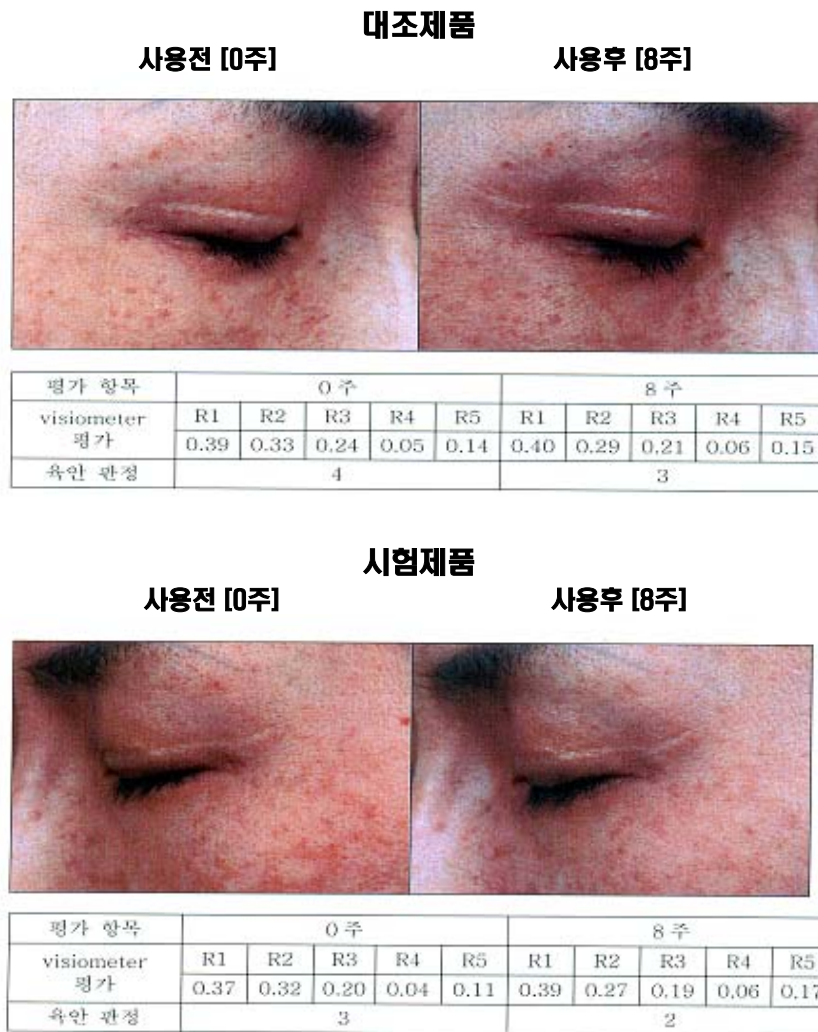 대조제품
사용전 [0주] 사용후 [8주]
평가 항목 0 주 8 주
visiometer 평가 R1 R2 R3 R4 R5 R1 R2 R3 R4 R5
0.39 0.33 0.24 0.05 0.14 0.40 0.29 0.21 0.06 0.15
육안 판정 4 3
시험제품
사용전 [0주] 사용후 [8주]
평가 항목 0 주 8 주
visiometer 평가 R1 R2 R3 R4 R5 R1 R2 R3 R4 R5
0.37 0.32 0.20 0.04 0.11 0.39 0.27 0.19 0.06 0.17
육안 판정 3 2